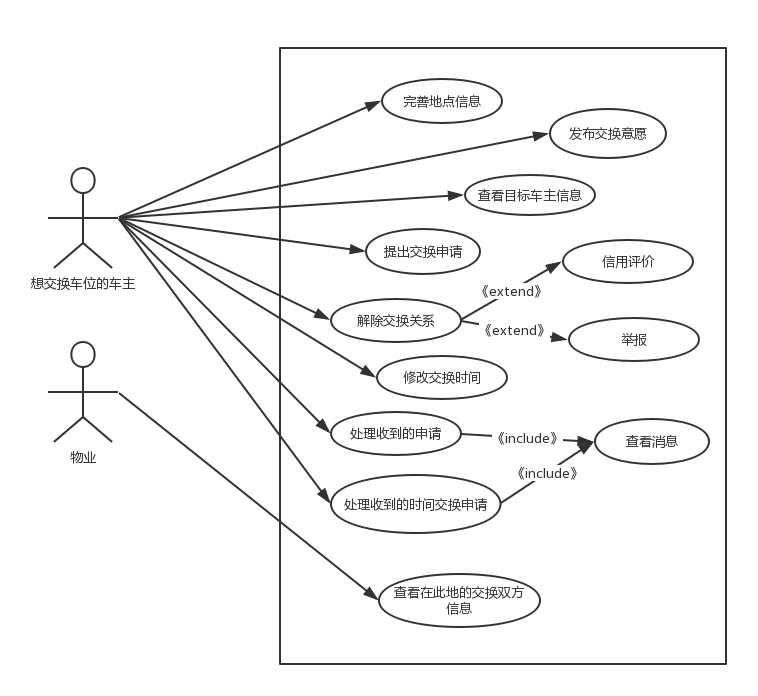 完善地点信息
发布交换意愿
查看目标车主信息
提出交换申请
想交换车位的车主
信用评价
《extend》
解除交换关系
《extend》
举报
修改交换时间
处理收到的申请
《include》
查看消息
物业
《include》
处理收到的时间交换申请
查看在此地的交换双方
信息